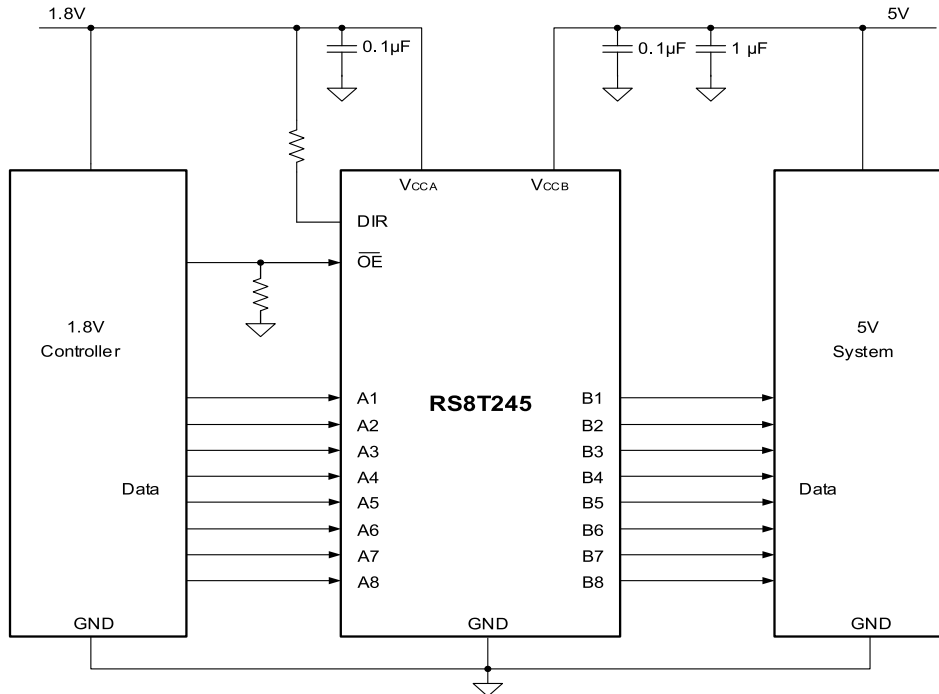 1.8V
5V
0.1µF
0.1µF
1 µF
VCCA
VCCB
DIR
OE
1.8V
Controller
5V
System
RS8T245
A1
B1
A2
B2
A3
B3
A4
B4
Data
Data
A5
B5
A6
B6
A7
B7
A8
B8
GND
GND
GND